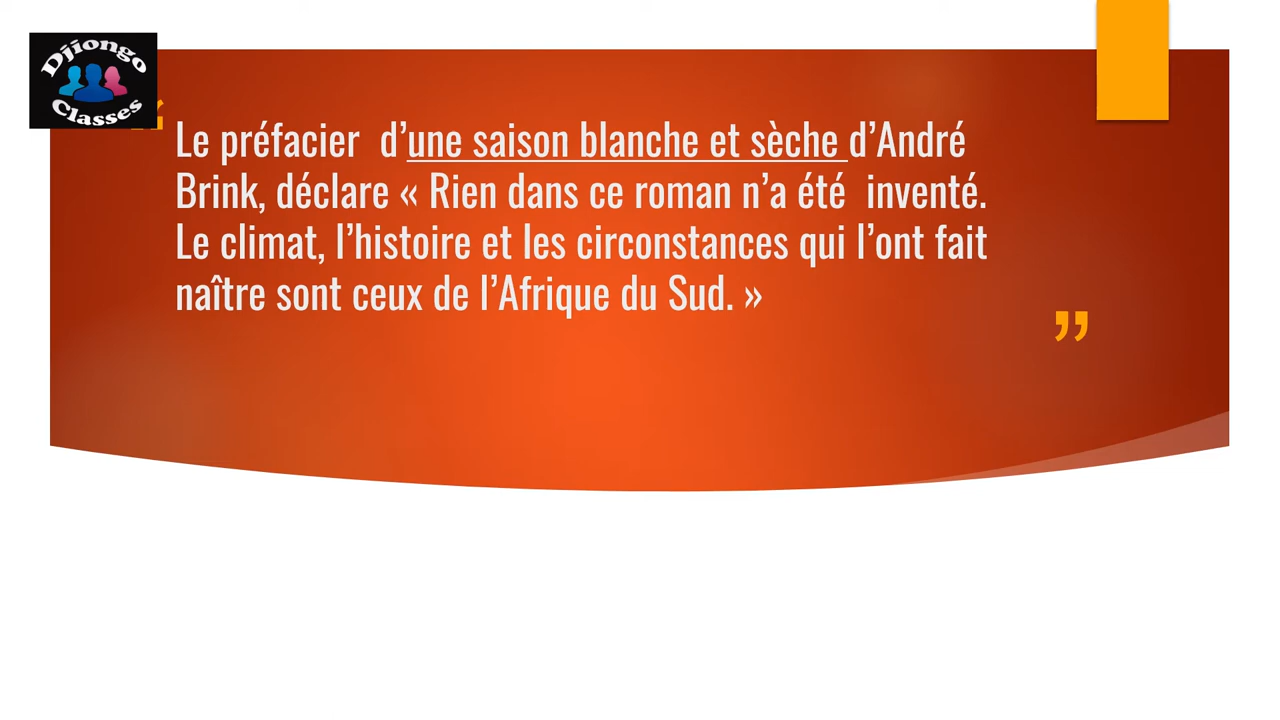 Djiongo
Classes
“
Le préfacier d’une saison blanche et sèche d’André
Brink, déclare « Rien dans ce roman n’a été inventé.
Le climat, l’histoire et les circonstances qui l’ont fait
naître sont ceux de l’Afrique du Sud. »
”